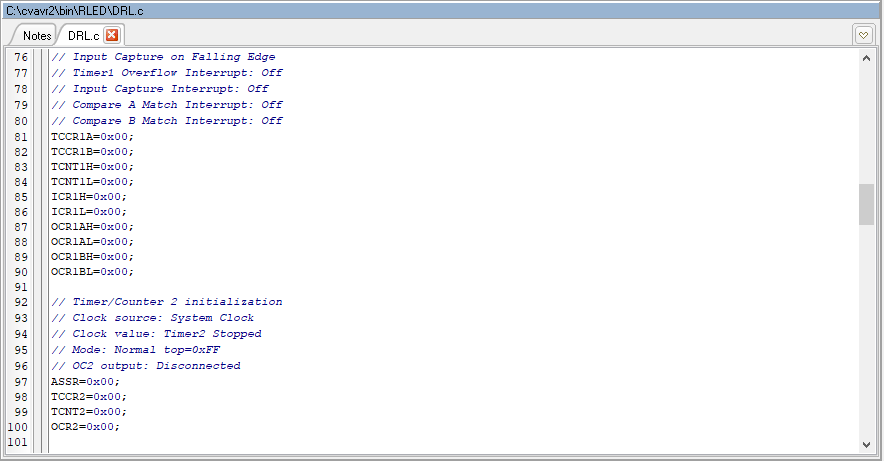 C:\cvavr2\bin\RLED\DRL.c
Notes DRL.c
76 // Input Capture on Falling Edge
77 // Timer1 Overflow Interrupt: Off
78 // Input Capture Interrupt: Off
79 // Compare A Match Interrupt: Off
80 // Compare B Match Interrupt: Off
81 TCCR1A=0x00;
82 TCCR1B=0x00;
83 TCNT1H=0x00;
84 TCNT1L=0x00;
85 ICR1H=0x00;
86 ICR1L=0x00;
87 OCR1AH=0x00;
88 OCR1AL=0x00;
89 OCR1BH=0x00;
90 OCR1BL=0x00;
91
92 // Timer/Counter 2 initialization
93 // Clock source: System Clock
94 // Clock value: Timer2 Stopped
95 // Mode: Normal top=0xFF
96 // OC2 output: Disconnected
97 ASSR=0x00;
98 TCCR2=0x00;
99 TCNT2=0x00;
100 OCR2=0x00;
101